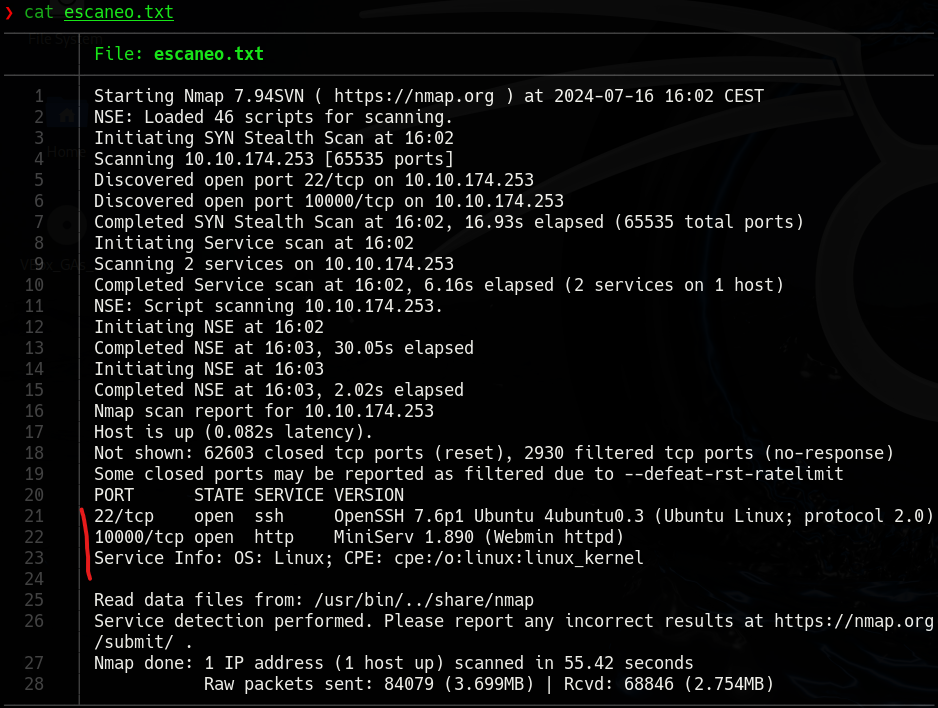 ❯ cat escaneo.txt
File System
File: escaneo.txt
1 Starting Nmap 7.94SVN ( https://nmap.org ) at 2024-07-16 16:02 CEST
2 NSE: Loaded 46 scripts for scanning.
3 Initiating SYN Stealth Scan at 16:02
4 Scanning 10.10.174.253 [65535 ports]
Home
5 Discovered open port 22/tcp on 10.10.174.253
6 Discovered open port 10000/tcp on 10.10.174.253
7 Completed SYN Stealth Scan at 16:02, 16.93s elapsed (65535 total ports)
8 Initiating Service scan at 16:02
9 Scanning 2 services on 10.10.174.253
10 Completed Service scan at 16:02, 6.16s elapsed (2 services on 1 host)
11 NSE: Script scanning 10.10.174.253.
12 Initiating NSE at 16:02
13 Completed NSE at 16:03, 30.05s elapsed
14 Initiating NSE at 16:03
15 Completed NSE at 16:03, 2.02s elapsed
16 Nmap scan report for 10.10.174.253
17 Host is up (0.082s latency).
18 Not shown: 62603 closed tcp ports (reset), 2930 filtered tcp ports (no-response)
19 Some closed ports may be reported as filtered due to --defeat-rst-ratelimit
20 PORT      STATE SERVICE VERSION
21 22/tcp    open  ssh     OpenSSH 7.6p1 Ubuntu 4ubuntu0.3 (Ubuntu Linux; protocol 2.0)
22 10000/tcp open  http    MiniServ 1.890 (Webmin httpd)
23 Service Info: OS: Linux; CPE: cpe:/o:linux:linux_kernel
24
25 Read data files from: /usr/bin/../share/nmap
26 Service detection performed. Please report any incorrect results at https://nmap.org
/submit/ .
27 Nmap done: 1 IP address (1 host up) scanned in 55.42 seconds
28            Raw packets sent: 84079 (3.699MB) | Rcvd: 68846 (2.754MB)